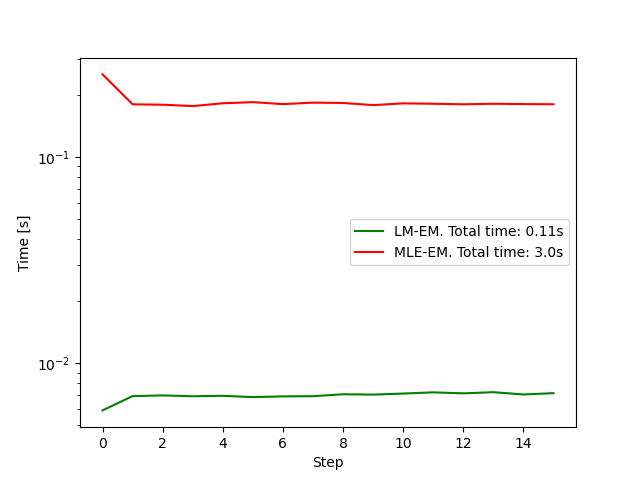 10⁻¹
10⁻²
Time [s]
LM-EM. Total time: 0.11s
MLE-EM. Total time: 3.0s
0 2 4 6 8 10 12 14
Step